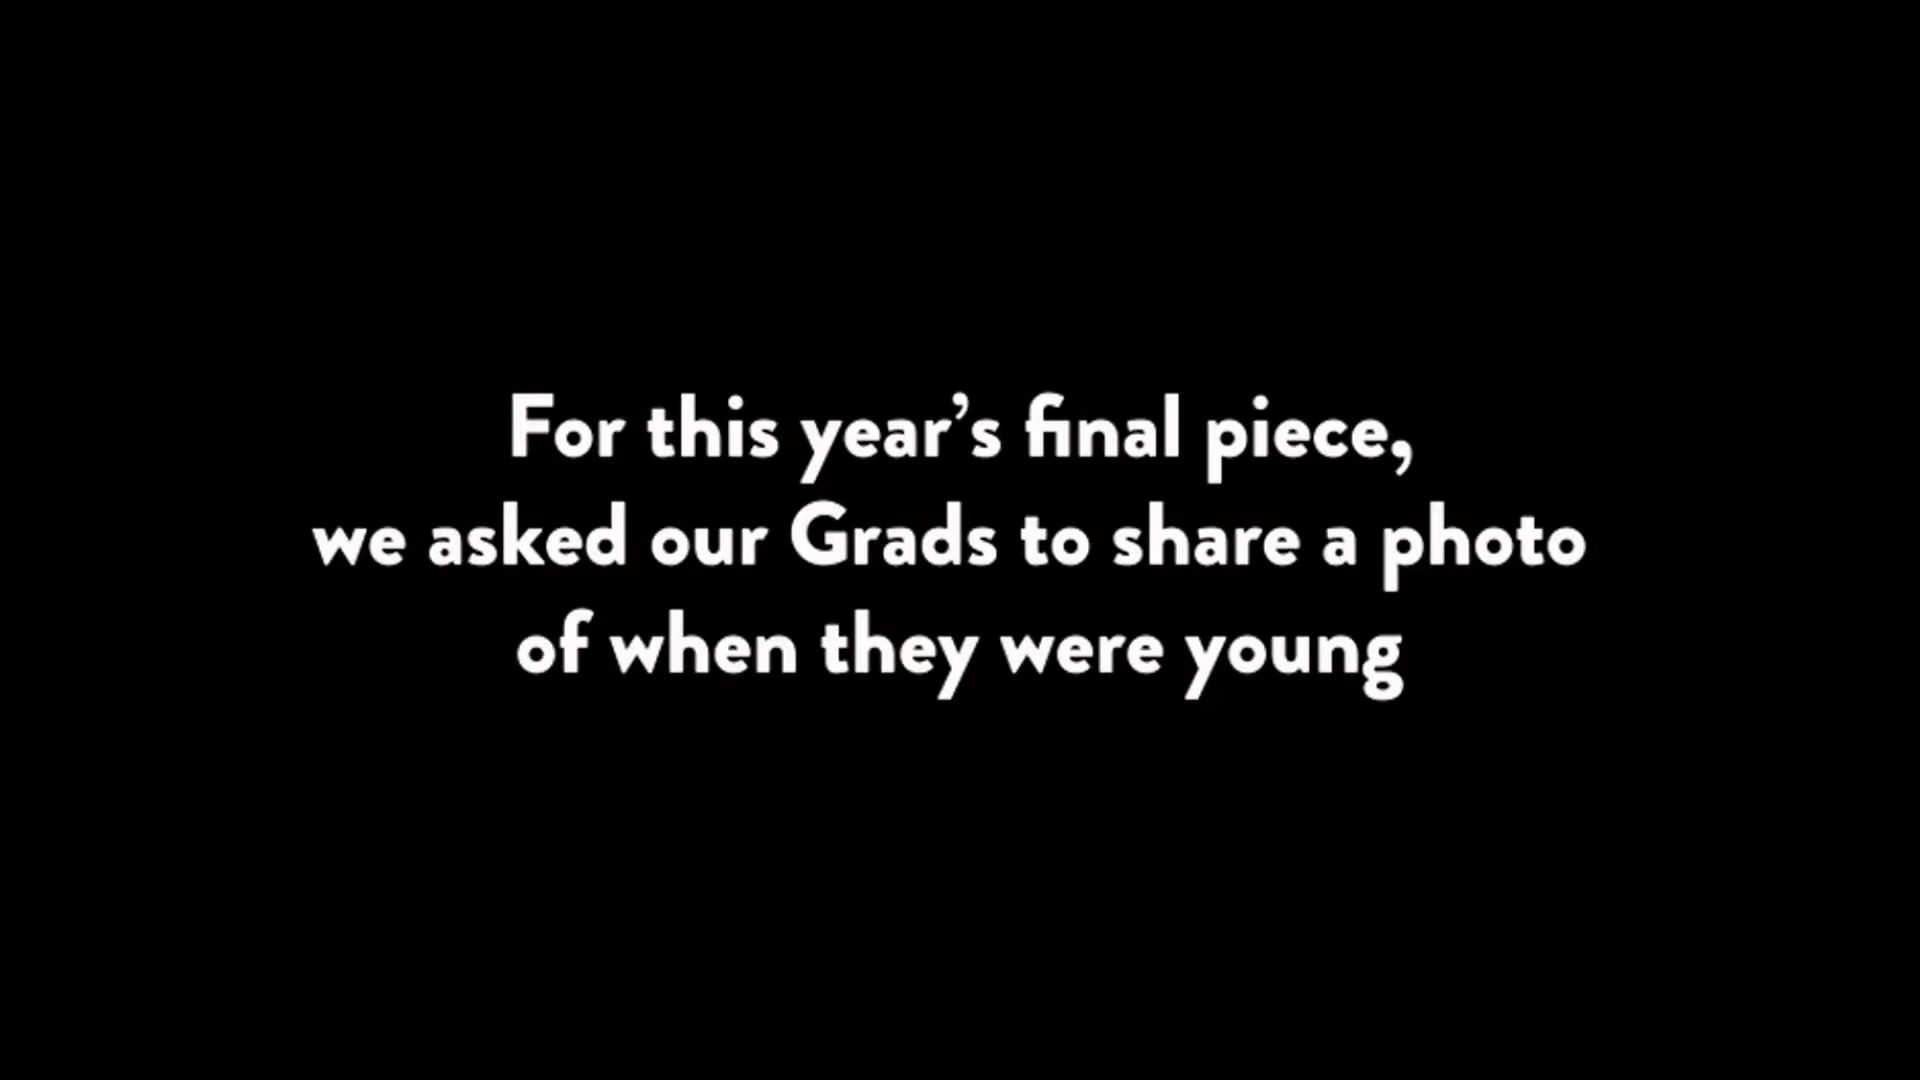 For this year’s final piece,
we asked our Grads to share a photo
of when they were young